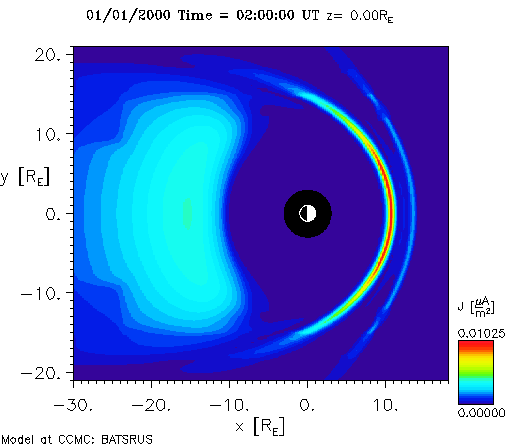 01/01/2000 Time = 02:00:00 UT z= 0.00R_E
20.
10.
y [R_E]
0.
-10.
-20.
J [μA/m²]
0.01025
0.00000
-30. -20. -10. 0. 10.
x [R_E]
Model at CCMC: BATSRUS